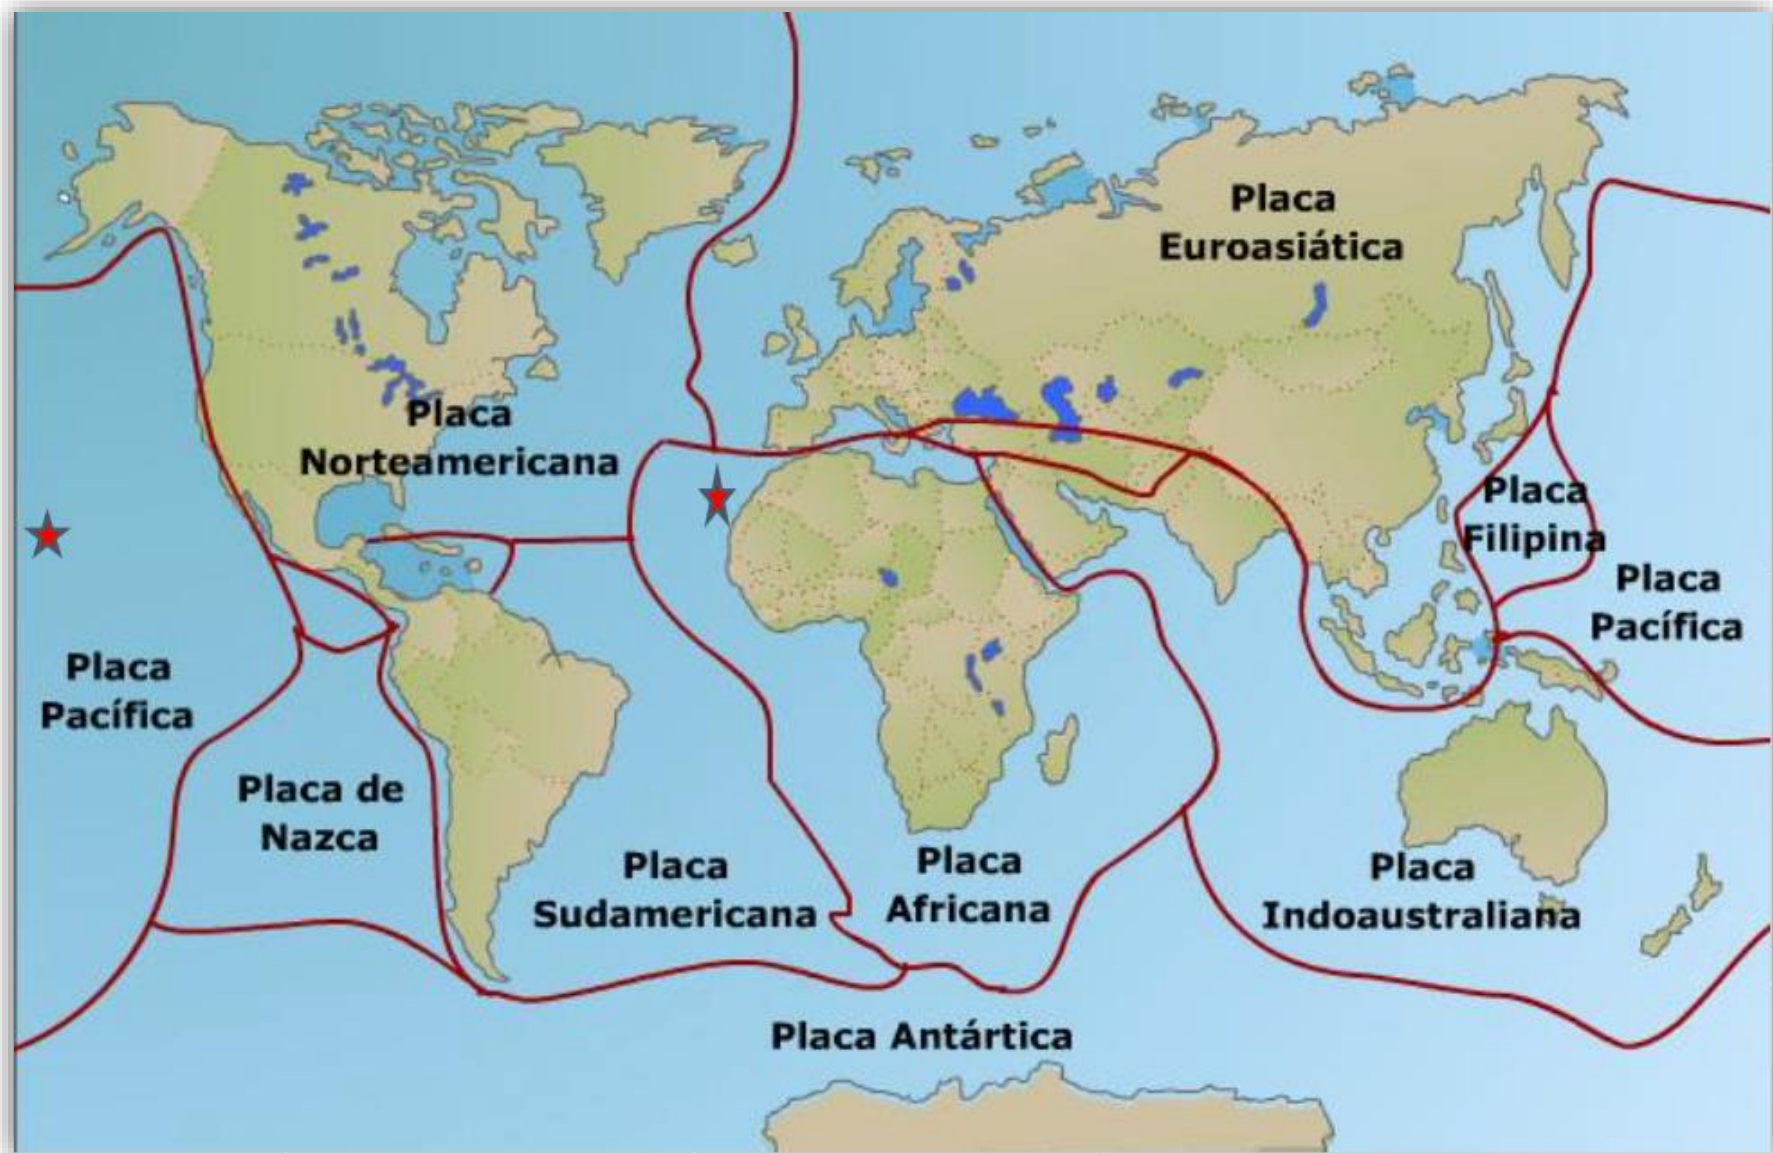 Placa
Euroasiática
Placa
Norteamericana
Placa
Filipina
Placa
Pacífica
Placa
Pacífica
Placa de
Nazca
Placa
Sudamericana
Placa
Africana
Placa
Indoaustraliana
Placa Antártica